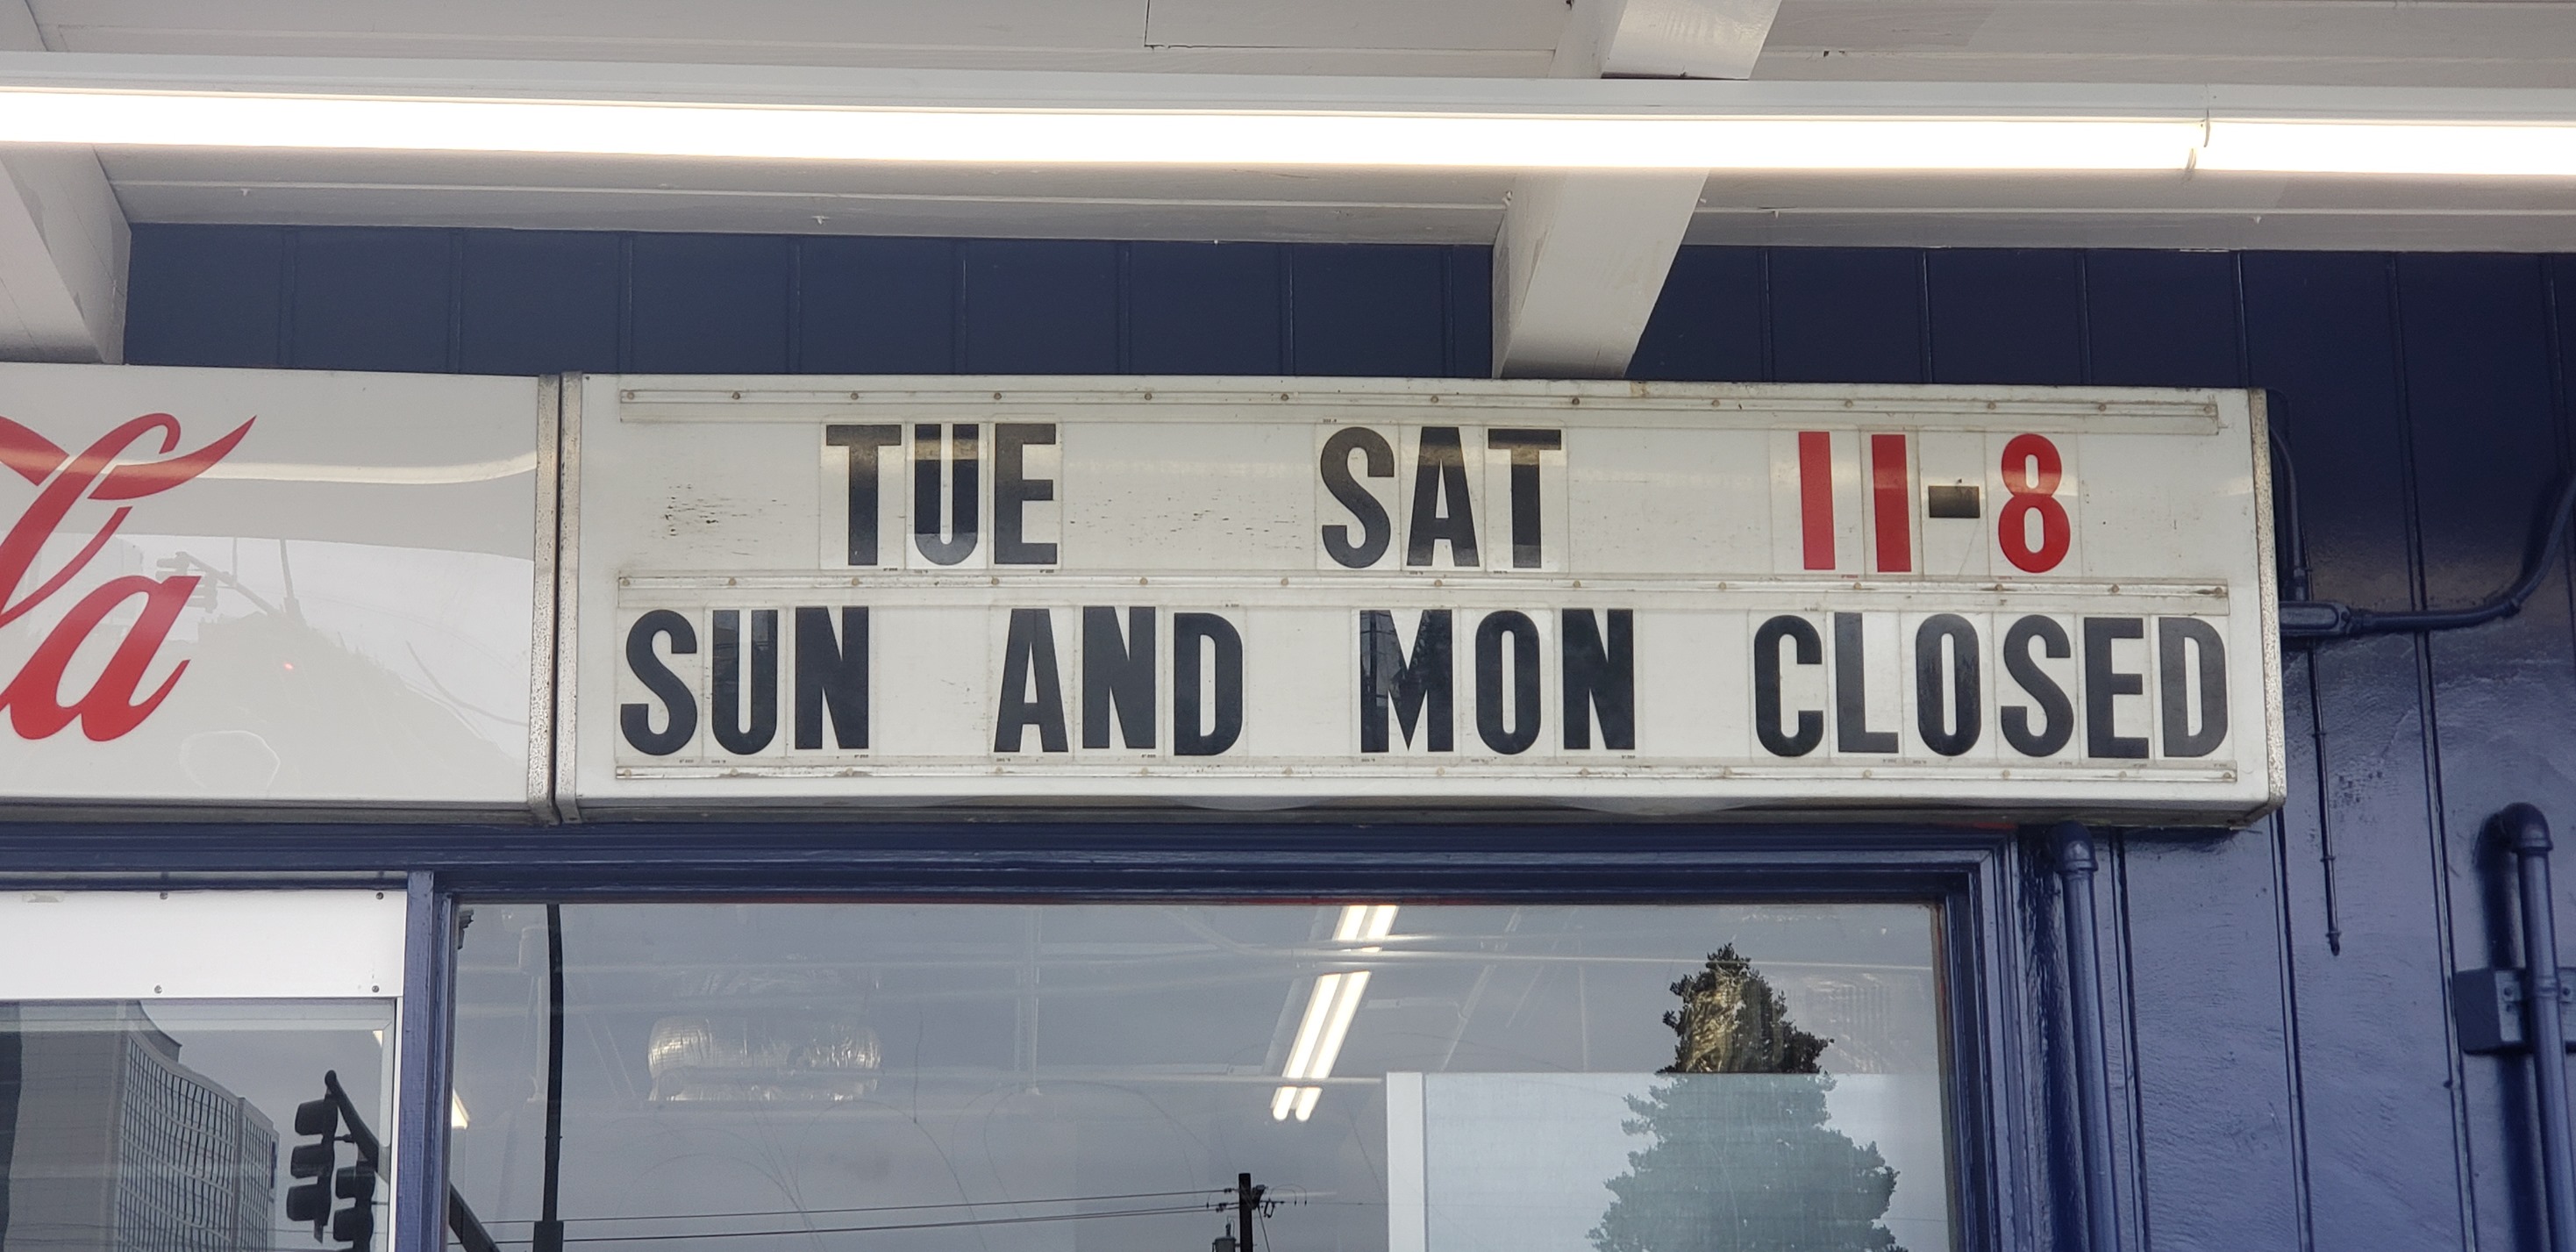 TUE SAT 11-8
SUN AND MON CLOSED